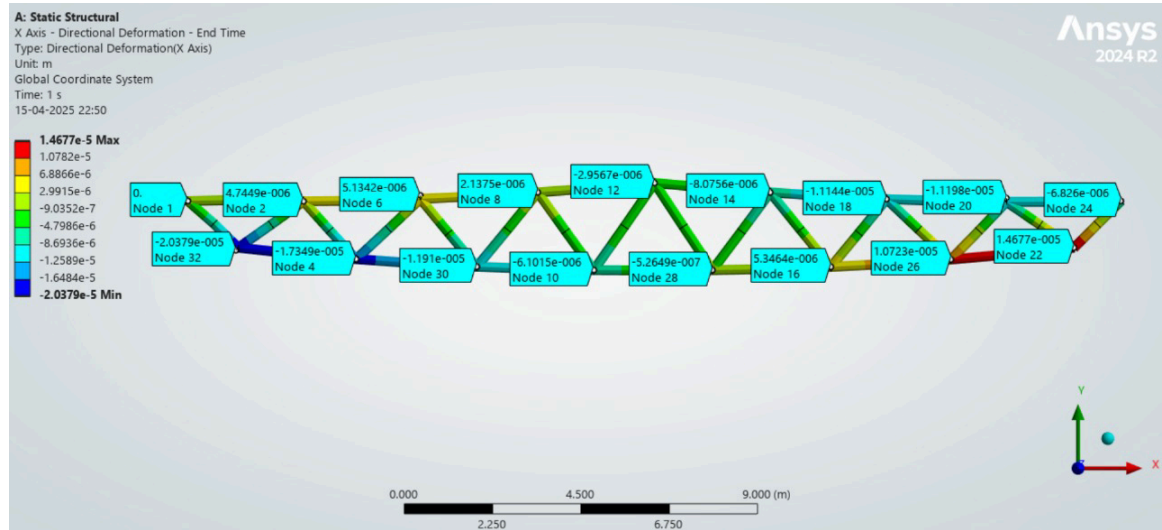 A: Static Structural
X Axis - Directional Deformation - End Time
Type: Directional Deformation(X Axis)
Unit: m
Global Coordinate System
Time: 1 s
15-04-2025 22:50
Ansys
2024 R2
1.4677e-5 Max
1.0782e-5
6.8866e-6
2.9915e-6
-9.0352e-7
-4.7986e-6
-8.6936e-6
-1.2589e-5
-1.6484e-5
-2.0379e-5 Min
0.
Node 1
4.7449e-006
Node 2
5.1342e-006
Node 6
2.1375e-006
Node 8
-2.9567e-006
Node 12
-8.0756e-006
Node 14
-1.1144e-005
Node 18
-1.1198e-005
Node 20
-6.826e-006
Node 24
-2.0379e-005
Node 32
-1.7349e-005
Node 4
-1.191e-005
Node 30
-6.1015e-006
Node 10
-5.2649e-007
Node 28
5.3464e-006
Node 16
1.0723e-005
Node 26
1.4677e-005
Node 22
Y
X
0.000
4.500
9.000 (m)
2.250
6.750